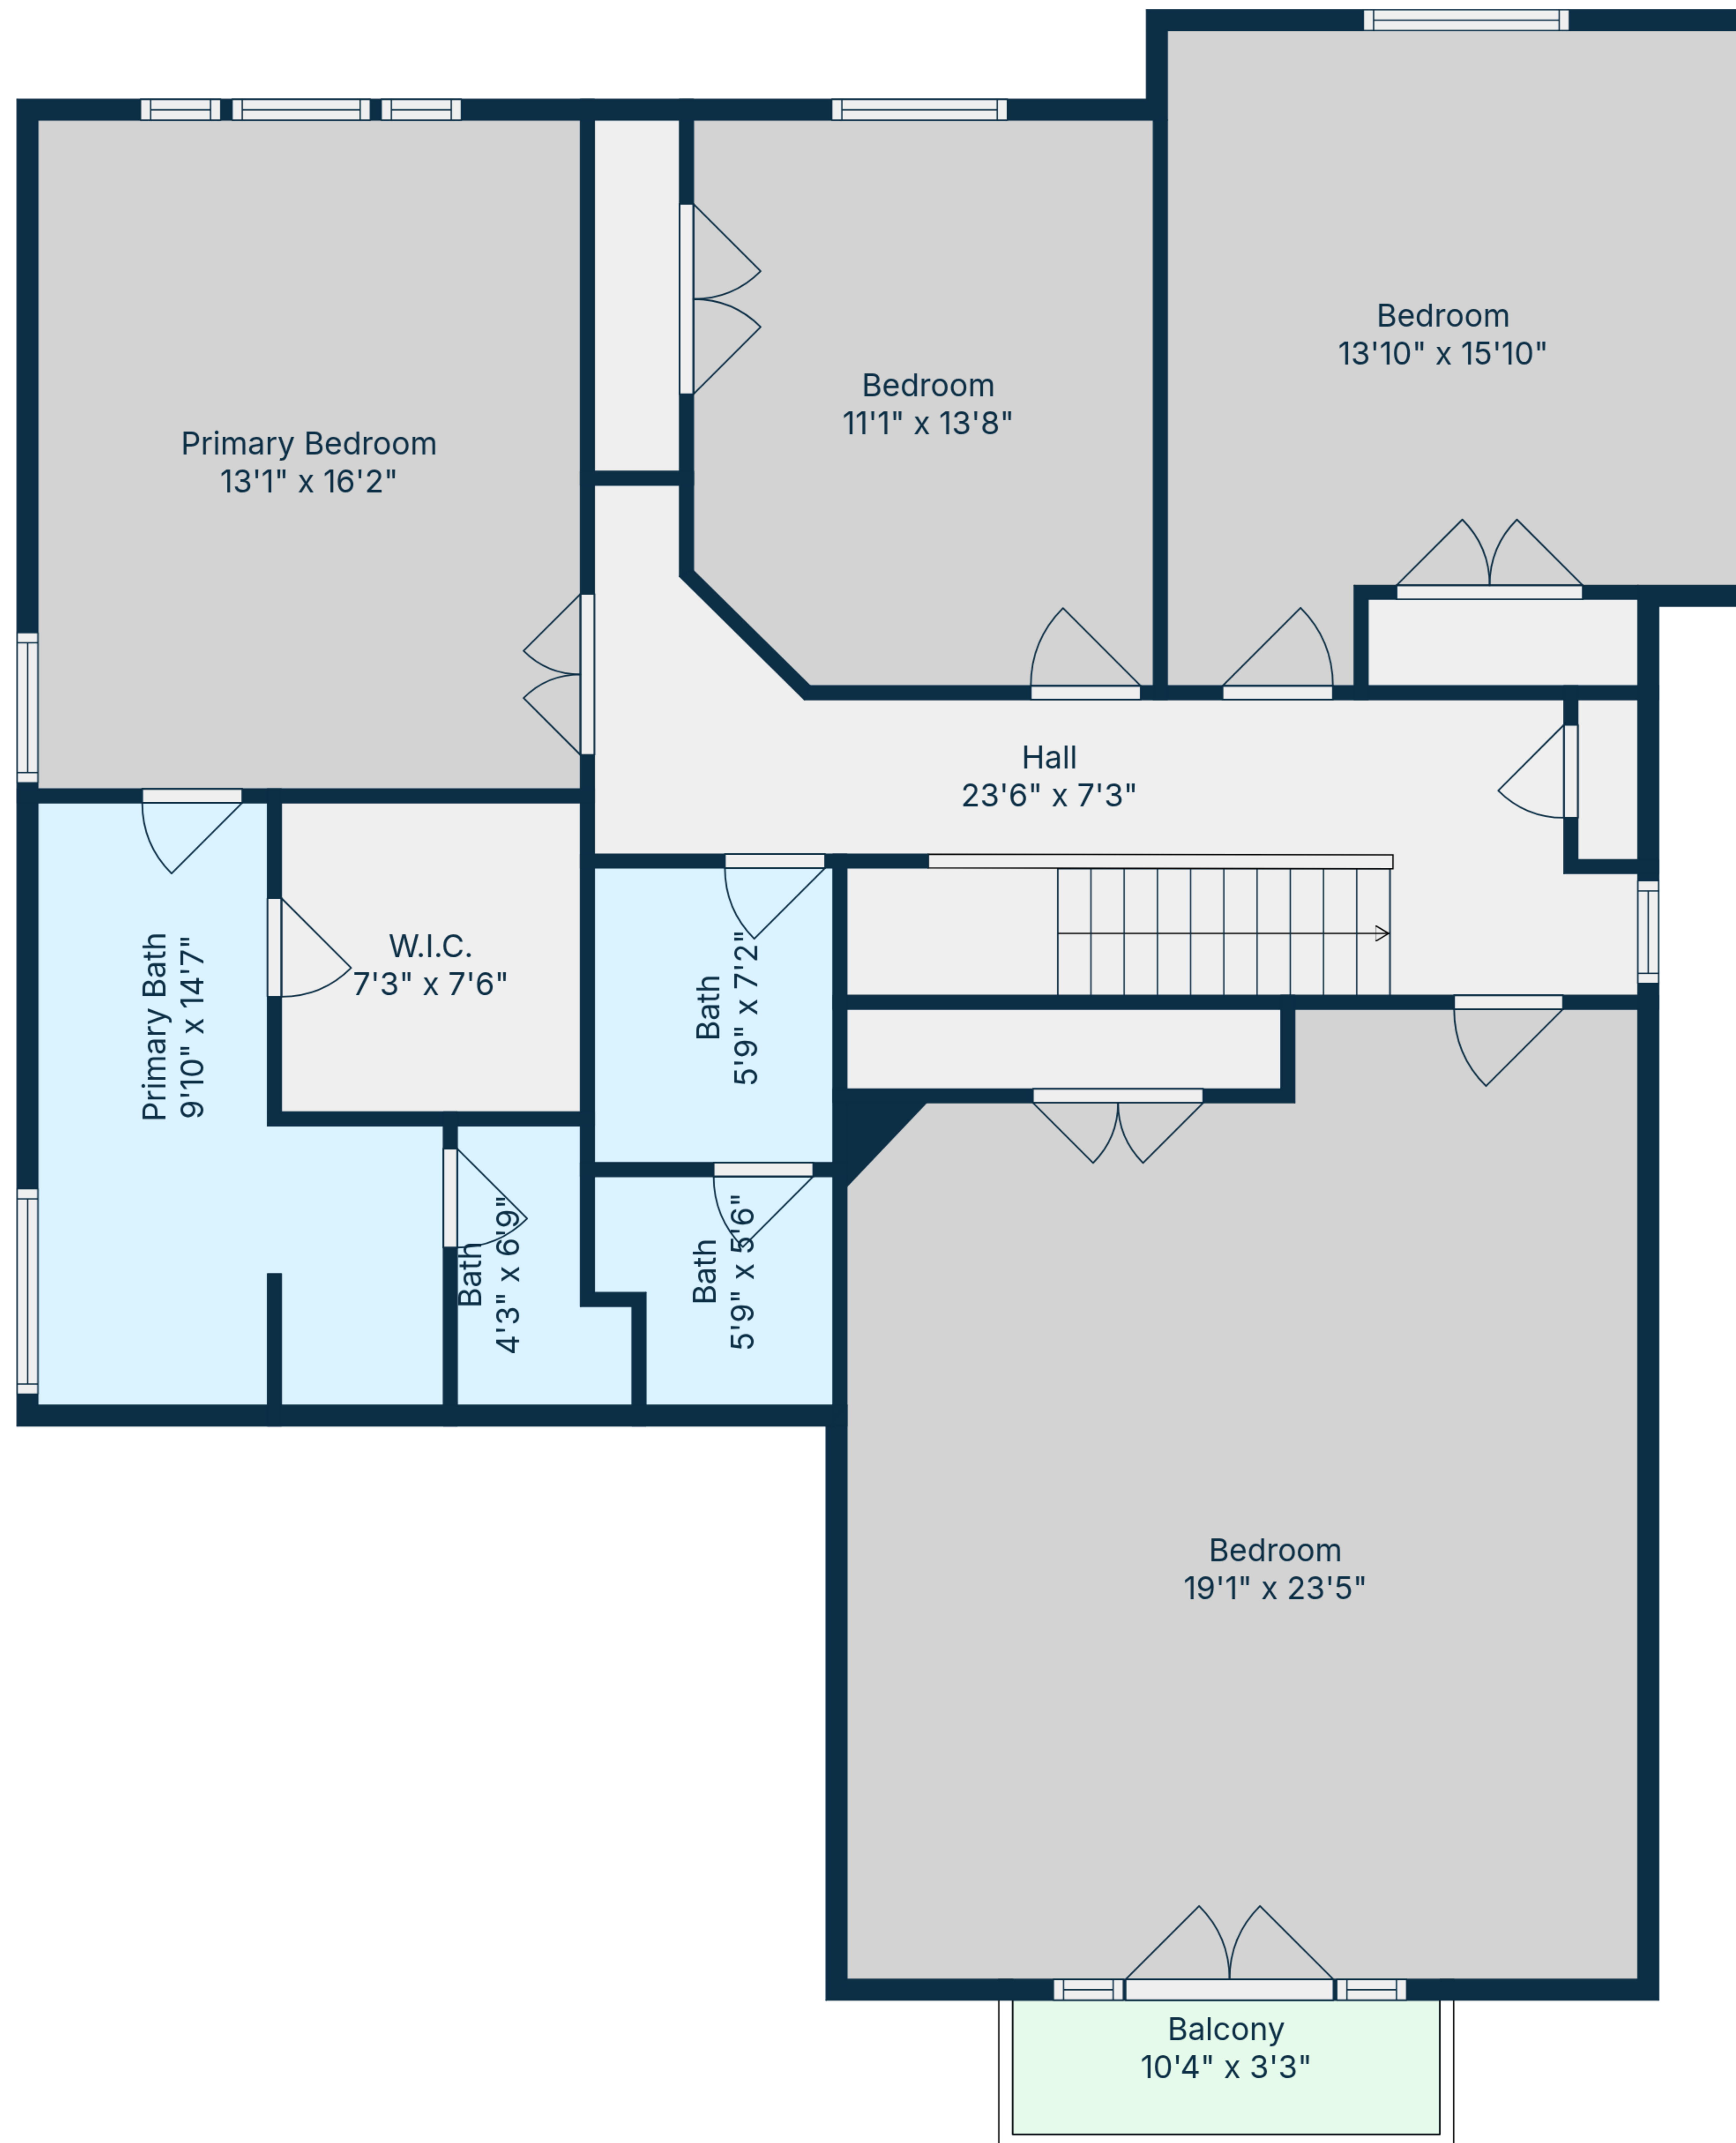 Bedroom
13'10" x 15'10"
Bedroom
11'1" x 13'8"
Primary Bedroom
13'1" x 16'2"
Hall
23'6" x 7'3"
Primary Bath
9'10" x 14'7"
W.I.C.
7'3" x 7'6"
Bath
5'9" x 7'2"
Bath
4'3" x 6'9"
Bath
5'9" x 5'6"
Bedroom
19'1" x 23'5"
Balcony
10'4" x 3'3"